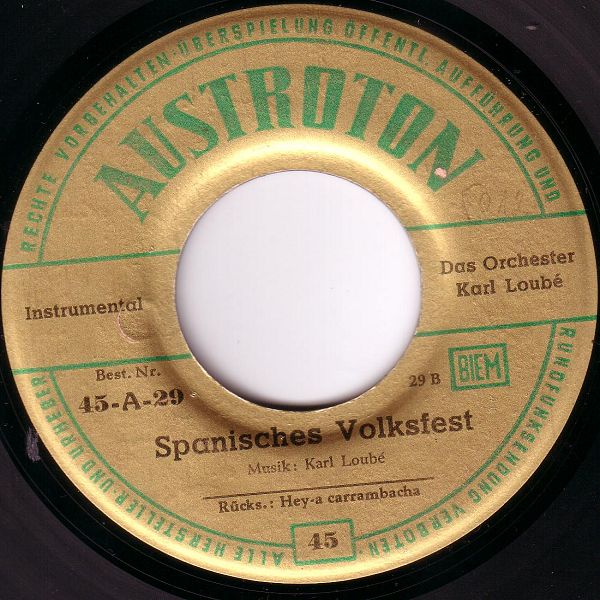 ALLE HERSTELLER- UND URHEBER RECHTE VORBEHALTEN·ÜBERSPIELUNG ÖFFENTL. AUFFÜHRUNG UND RUNDFUNKSENDUNG VERBOTEN·
AUSTROTON
Instrumental
Das Orchester
Karl Loubé
Best. Nr.
45-A-29
29 B
BIEM
Spanisches Volksfest
Musik: Karl Loubé
Rücks.: Hey-a carrambacha
45